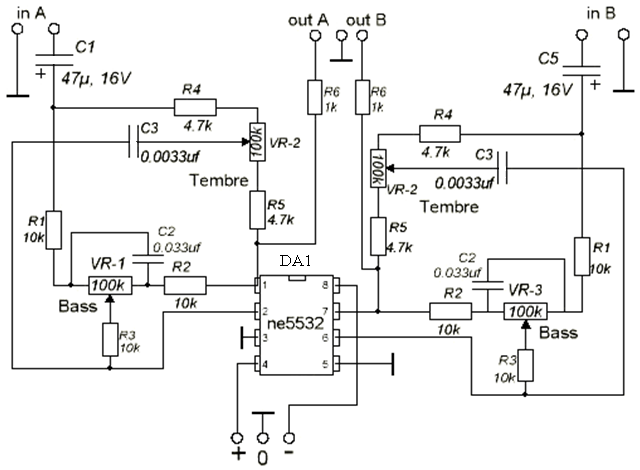 in A
out A
out B
in B
C1
47µ, 16V
C5
47µ, 16V
+
+
R4
4.7k
R6
1k
R6
1k
R4
4.7k
C3
0.0033uf
100k
VR-2
100k
VR-2
C3
0.0033uf
Tembre
Tembre
R5
4.7k
R5
4.7k
R1
10k
R1
10k
C2
0.033uf
C2
0.033uf
VR-1
100k
Bass
R2
10k
DA1
ne5532
1
2
3
4
8
7
6
5
R2
10k
VR-3
100k
Bass
R3
10k
R3
10k
+
0
-